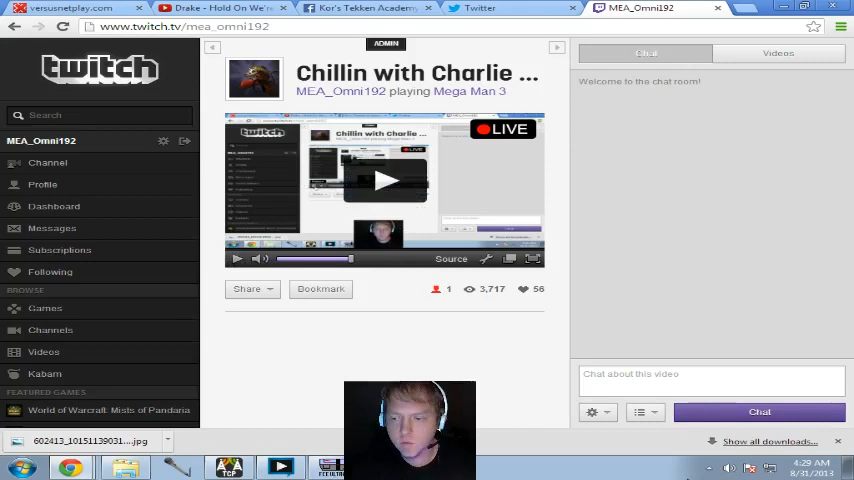 versusnetplay.com
Drake - Hold On We're
Kor's Tekken Academy
Twitter
MEA_Omni192
www.twitch.tv/mea_omni192
twitch
Search
MEA_Omni192
Channel
Profile
Dashboard
Messages
Subscriptions
Following
BROWSE
Games
Channels
Videos
Kabam
FEATURED GAMES
World of Warcraft: Mists of Pandaria
ADMIN
Chillin with Charlie ...
MEA_Omni192 playing Mega Man 3
LIVE
Source
Share
Bookmark
1
3,717
56
Chat
Videos
Welcome to the chat room!
Chat about this video
Chat
602413_10151139031....jpg
Show all downloads...
TCP
4:29 AM
8/31/2013